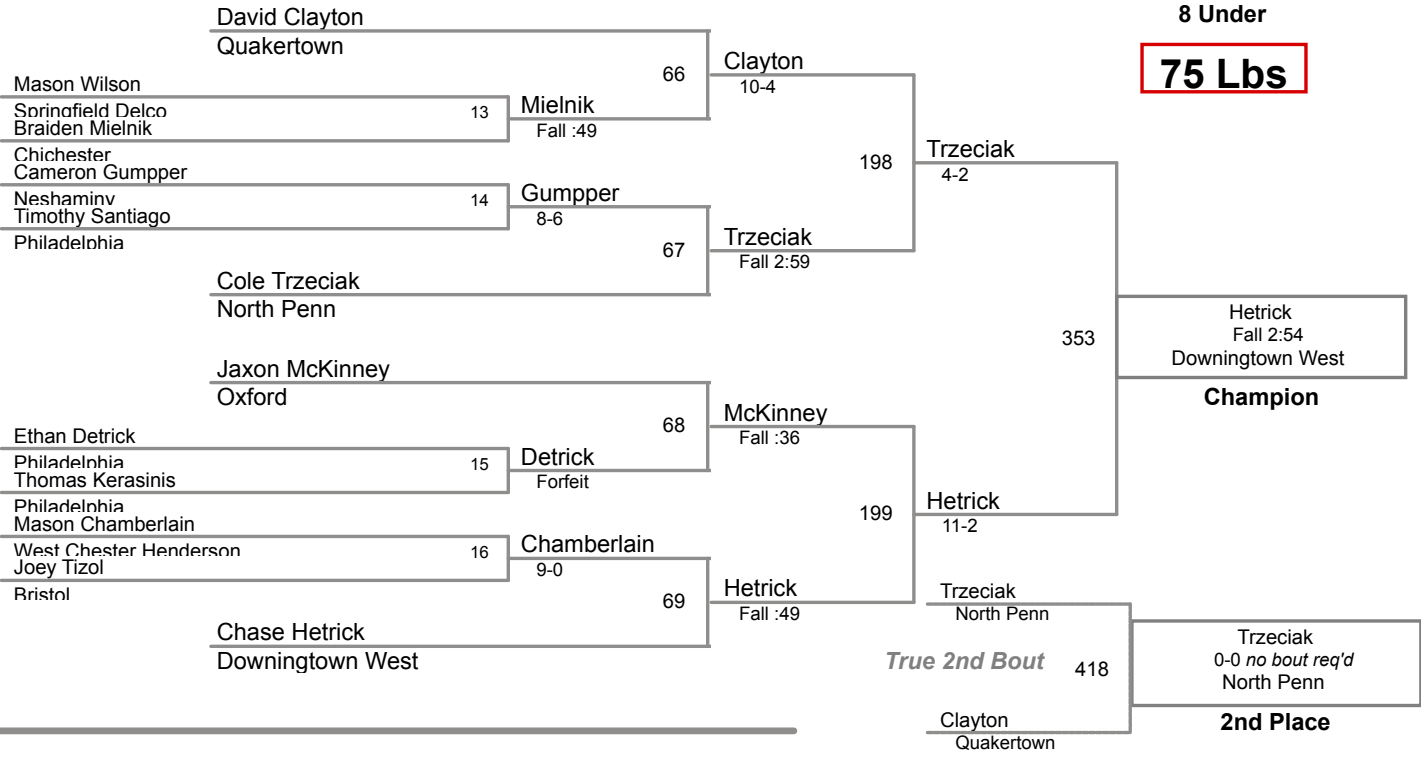 8 Under
75 Lbs
David Clayton
Quakertown
66
Clayton
10-4
Mason Wilson
Springfield Delco
13
Braiden Mielnik
Chichester
Mielnik
Fall :49
198
Trzeciak
4-2
Cameron Gumpper
Neshaminy
14
Timothy Santiago
Philadelphia
Gumpper
8-6
67
Trzeciak
Fall 2:59
Cole Trzeciak
North Penn
353
Hetrick
Fall 2:54
Downingtown West
Champion
Jaxon McKinney
Oxford
68
McKinney
Fall :36
Ethan Detrick
Philadelphia
15
Thomas Kerasinis
Philadelphia
Detrick
Forfeit
199
Hetrick
11-2
Mason Chamberlain
West Chester Henderson
16
Joey Tizol
Bristol
Chamberlain
9-0
69
Hetrick
Fall :49
Chase Hetrick
Downingtown West
Trzeciak
North Penn
True 2nd Bout
418
Clayton
Quakertown
Trzeciak
0-0 no bout req'd
North Penn
2nd Place